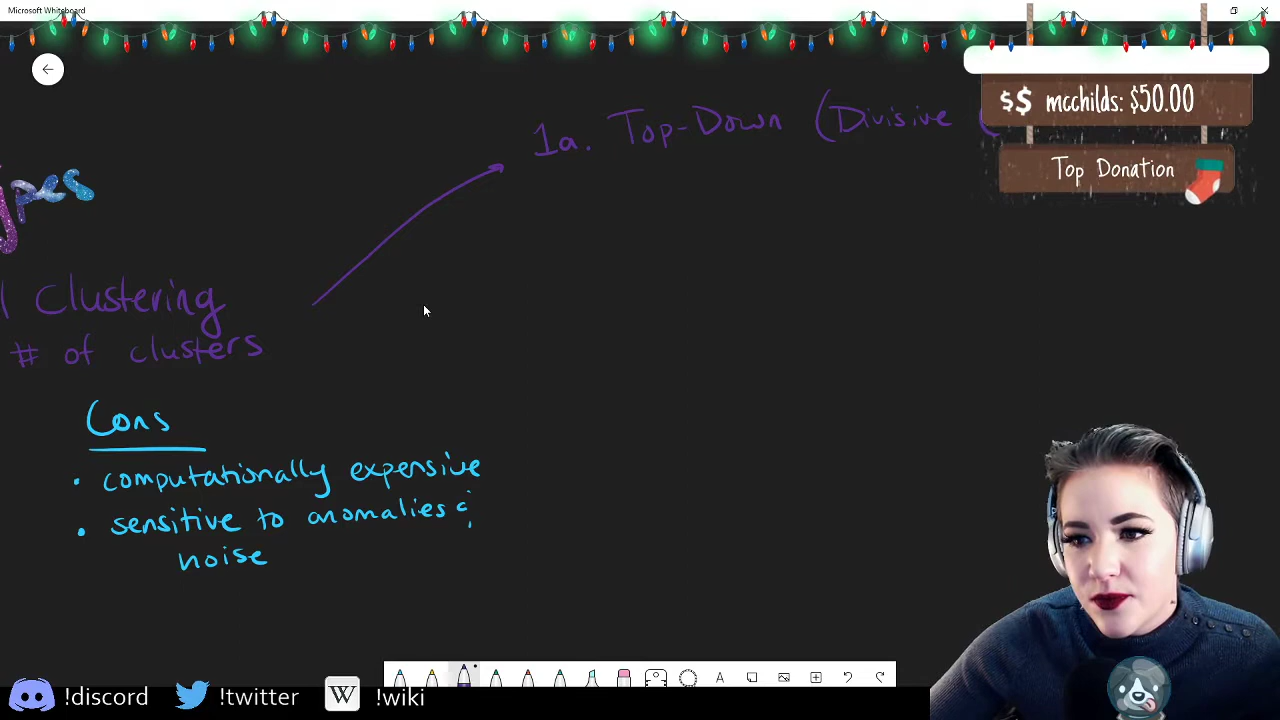 Microsoft Whiteboard
$$ mcchilds: $50.00
Top Donation
1a. Top-Down (Divisive (
ypes
l Clustering
# of clusters
Cons
• computationally expensive
• sensitive to anomalies &
noise
A
!discord
!twitter
W !wiki